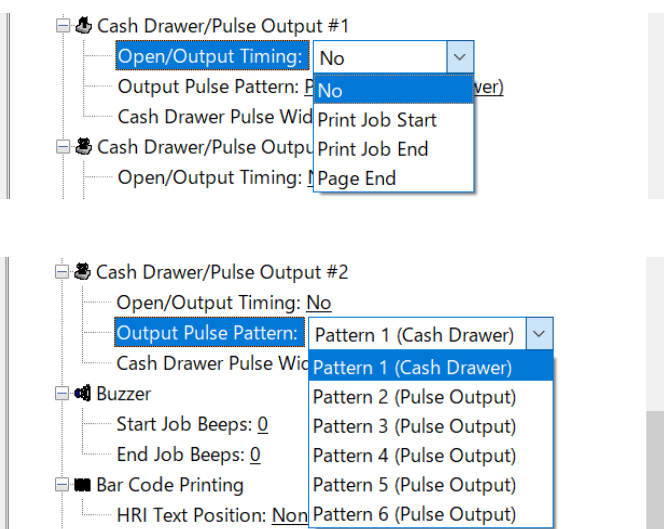 Cash Drawer/Pulse Output #1
Open/Output Timing: No
Output Pulse Pattern: wer)
No
Cash Drawer Pulse Wid
Print Job Start
Cash Drawer/Pulse Outpu
Print Job End
Open/Output Timing:
Page End
Cash Drawer/Pulse Output #2
Open/Output Timing: No
Output Pulse Pattern: Pattern 1 (Cash Drawer)
Cash Drawer Pulse Wid
Pattern 1 (Cash Drawer)
Buzzer
Pattern 2 (Pulse Output)
Start Job Beeps: 0
Pattern 3 (Pulse Output)
End Job Beeps: 0
Pattern 4 (Pulse Output)
Bar Code Printing
Pattern 5 (Pulse Output)
HRI Text Position: Non
Pattern 6 (Pulse Output)